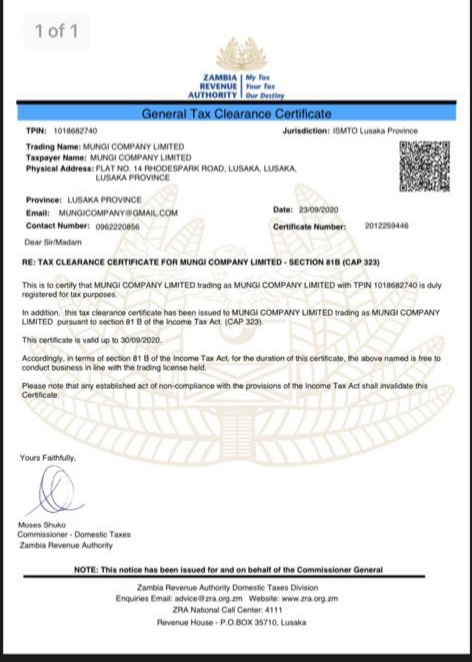 1 of 1
ZAMBIA My Tax
REVENUE Your Tax
AUTHORITY Our Destiny
General Tax Clearance Certificate
TPIN: 1018682740 Jurisdiction: ISMTO Lusaka Province
Trading Name: MUNGI COMPANY LIMITED
Taxpayer Name: MUNGI COMPANY LIMITED
Physical Address: FLAT NO. 14 RHODESPARK ROAD, LUSAKA, LUSAKA,
LUSAKA PROVINCE
Province: LUSAKA PROVINCE
Email: MUNGICOMPANY@GMAIL.COM Date: 23/09/2020
Contact Number: 0962220856 Certificate Number: 2012259446
Dear Sir/Madam
RE: TAX CLEARANCE CERTIFICATE FOR MUNGI COMPANY LIMITED - SECTION 81B (CAP 323)
This is to certify that MUNGI COMPANY LIMITED trading as MUNGI COMPANY LIMITED with TPIN 1018682740 is duly
registered for tax purposes.
In addition, this tax clearance certificate has been issued to MUNGI COMPANY LIMITED trading as MUNGI COMPANY
LIMITED pursuant to section 81 B of the Income Tax Act (CAP 323).
This certificate is valid up to 30/09/2020.
Accordingly, in terms of section 81 B of the Income Tax Act, for the duration of this certificate, the above named is free to
conduct business in line with the trading license held.
Please note that any established act of non-compliance with the provisions of the Income Tax Act shall invalidate this
Certificate.
Yours Faithfully,
Moses Shuko
Commissioner - Domestic Taxes
Zambia Revenue Authority
NOTE: This notice has been issued for and on behalf of the Commissioner General
Zambia Revenue Authority Domestic Taxes Division
Enquiries Email: advice@zra.org.zm Website: www.zra.org.zm
ZRA National Call Center: 4111
Revenue House - P.O.BOX 35710, Lusaka